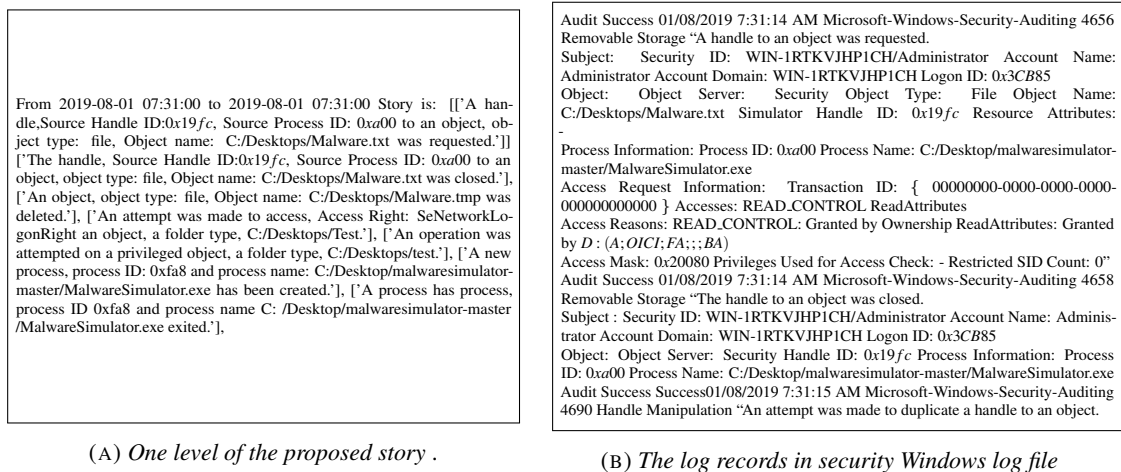 From 2019-08-01 07:31:00 to 2019-08-01 07:31:00 Story is: [['A han-
dle,Source Handle ID:0x19fc, Source Process ID: 0xa00 to an object, ob-
ject type: file, Object name: C:/Desktops/Malware.txt was requested.']]
['The handle, Source Handle ID:0x19fc, Source Process ID: 0xa00 to an
object, object type: file, Object name: C:/Desktops/Malware.txt was closed.'],
['An object, object type: file, Object name: C:/Desktops/Malware.tmp was
deleted.'], ['An attempt was made to access, Access Right: SeNetworkLo-
gonRight an object, a folder type, C:/Desktops/Test.'], ['An operation was
attempted on a privileged object, a folder type, C:/Desktops/test.'], ['A new
process, process ID: 0xfa8 and process name: C:/Desktop/malwaresimulator-
master/MalwareSimulator.exe has been created.'], ['A process has process,
process ID 0xfa8 and process name C: /Desktop/malwaresimulator-master
/MalwareSimulator.exe exited.'],
(A) One level of the proposed story .
Audit Success 01/08/2019 7:31:14 AM Microsoft-Windows-Security-Auditing 4656
Removable Storage “A handle to an object was requested.
Subject: Security ID: WIN-1RTKVJHP1CH/Administrator Account Name:
Administrator Account Domain: WIN-1RTKVJHP1CH Logon ID: 0x3CB85
Object: Object Server: Security Object Type: File Object Name:
C:/Desktops/Malware.txt Simulator Handle ID: 0x19fc Resource Attributes:
-
Process Information: Process ID: 0xa00 Process Name: C:/Desktop/malwaresimulator-
master/MalwareSimulator.exe
Access Request Information: Transaction ID: { 00000000-0000-0000-0000-
000000000000 } Accesses: READ_CONTROL ReadAttributes
Access Reasons: READ_CONTROL: Granted by Ownership ReadAttributes: Granted
by D : (A;OICI;FA;;;BA)
Access Mask: 0x20080 Privileges Used for Access Check: - Restricted SID Count: 0”
Audit Success 01/08/2019 7:31:14 AM Microsoft-Windows-Security-Auditing 4658
Removable Storage “The handle to an object was closed.
Subject : Security ID: WIN-1RTKVJHP1CH/Administrator Account Name: Adminis-
trator Account Domain: WIN-1RTKVJHP1CH Logon ID: 0x3CB85
Object: Object Server: Security Handle ID: 0x19fc Process Information: Process
ID: 0xa00 Process Name: C:/Desktop/malwaresimulator-master/MalwareSimulator.exe
Audit Success Success01/08/2019 7:31:15 AM Microsoft-Windows-Security-Auditing
4690 Handle Manipulation “An attempt was made to duplicate a handle to an object.
(B) The log records in security Windows log file